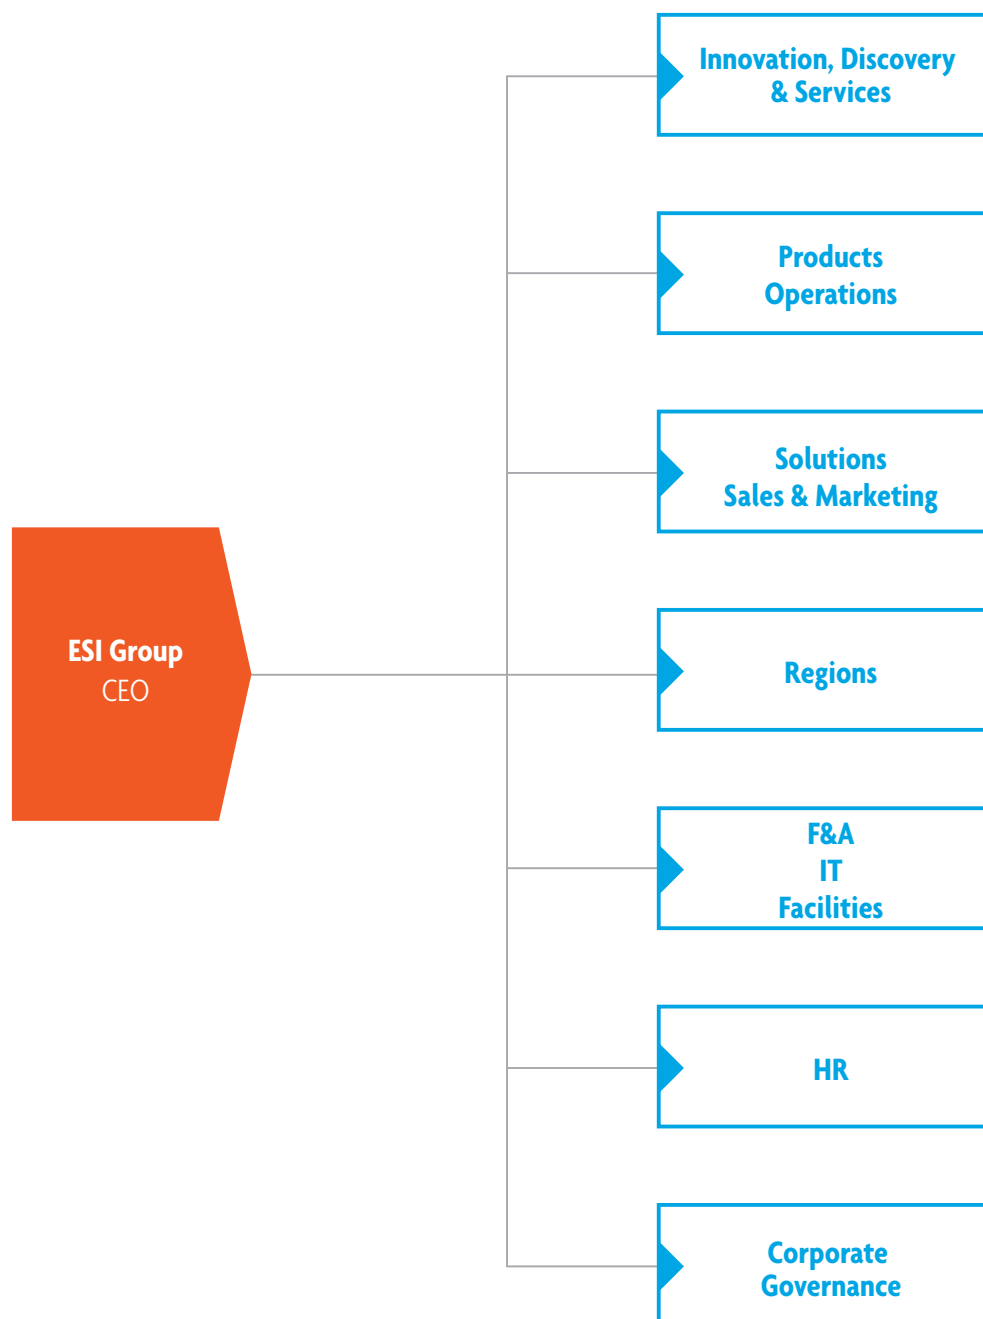 Innovation, Discovery
& Services
Products
Operations
Solutions
Sales & Marketing
ESI Group
CEO
Regions
F&A
IT
Facilities
HR
Corporate
Governance